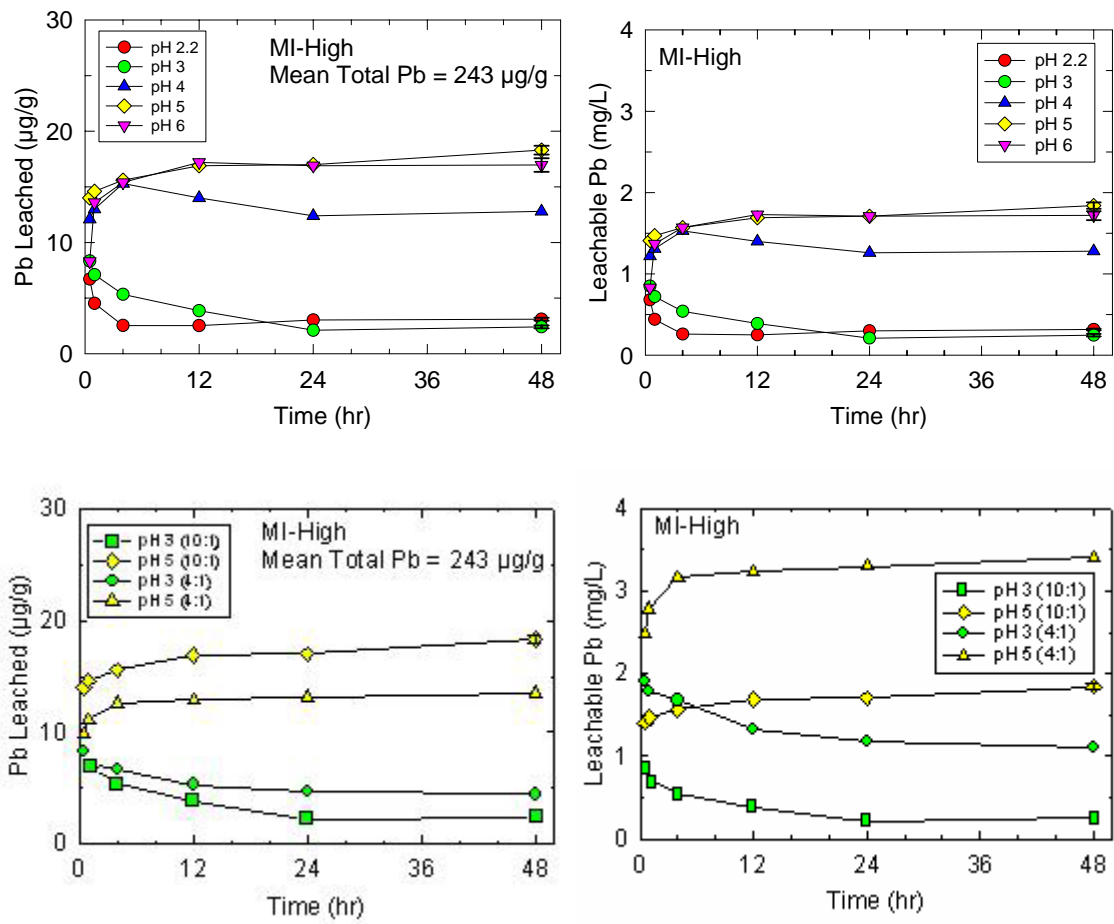 30
20
10
0
Pb Leached (µg/g)
pH 2.2
pH 3
pH 4
pH 5
pH 6
MI-High
Mean Total Pb = 243 µg/g
0 12 24 36 48
Time (hr)
4
3
2
1
0
Leachable Pb (mg/L)
MI-High
pH 2.2
pH 3
pH 4
pH 5
pH 6
0 12 24 36 48
Time (hr)
30
20
10
0
Pb Leached (µg/g)
pH 3 (10:1)
pH 5 (10:1)
pH 3 (4:1)
pH 5 (4:1)
MI-High
Mean Total Pb = 243 µg/g
0 12 24 36 48
Time (hr)
4
3
2
1
0
Leachable Pb (mg/L)
MI-High
pH 3 (10:1)
pH 5 (10:1)
pH 3 (4:1)
pH 5 (4:1)
0 12 24 36 48
Time (hr)